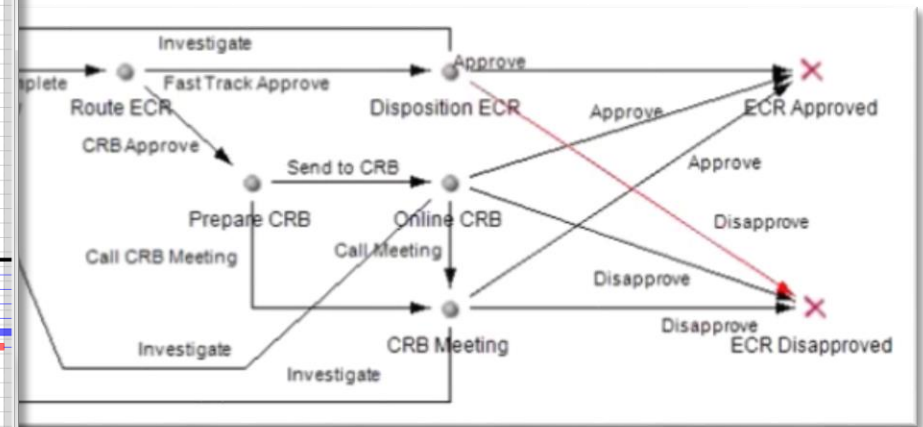 Investigate
Approve
plete
Fast Track Approve
Route ECR
Disposition ECR
ECR Approved
Approve
CRB Approve
Send to CRB
Approve
Prepare CRB
Online CRB
Disapprove
Call CRB Meeting
Call Meeting
Disapprove
Disapprove
CRB Meeting
ECR Disapproved
Investigate
Investigate